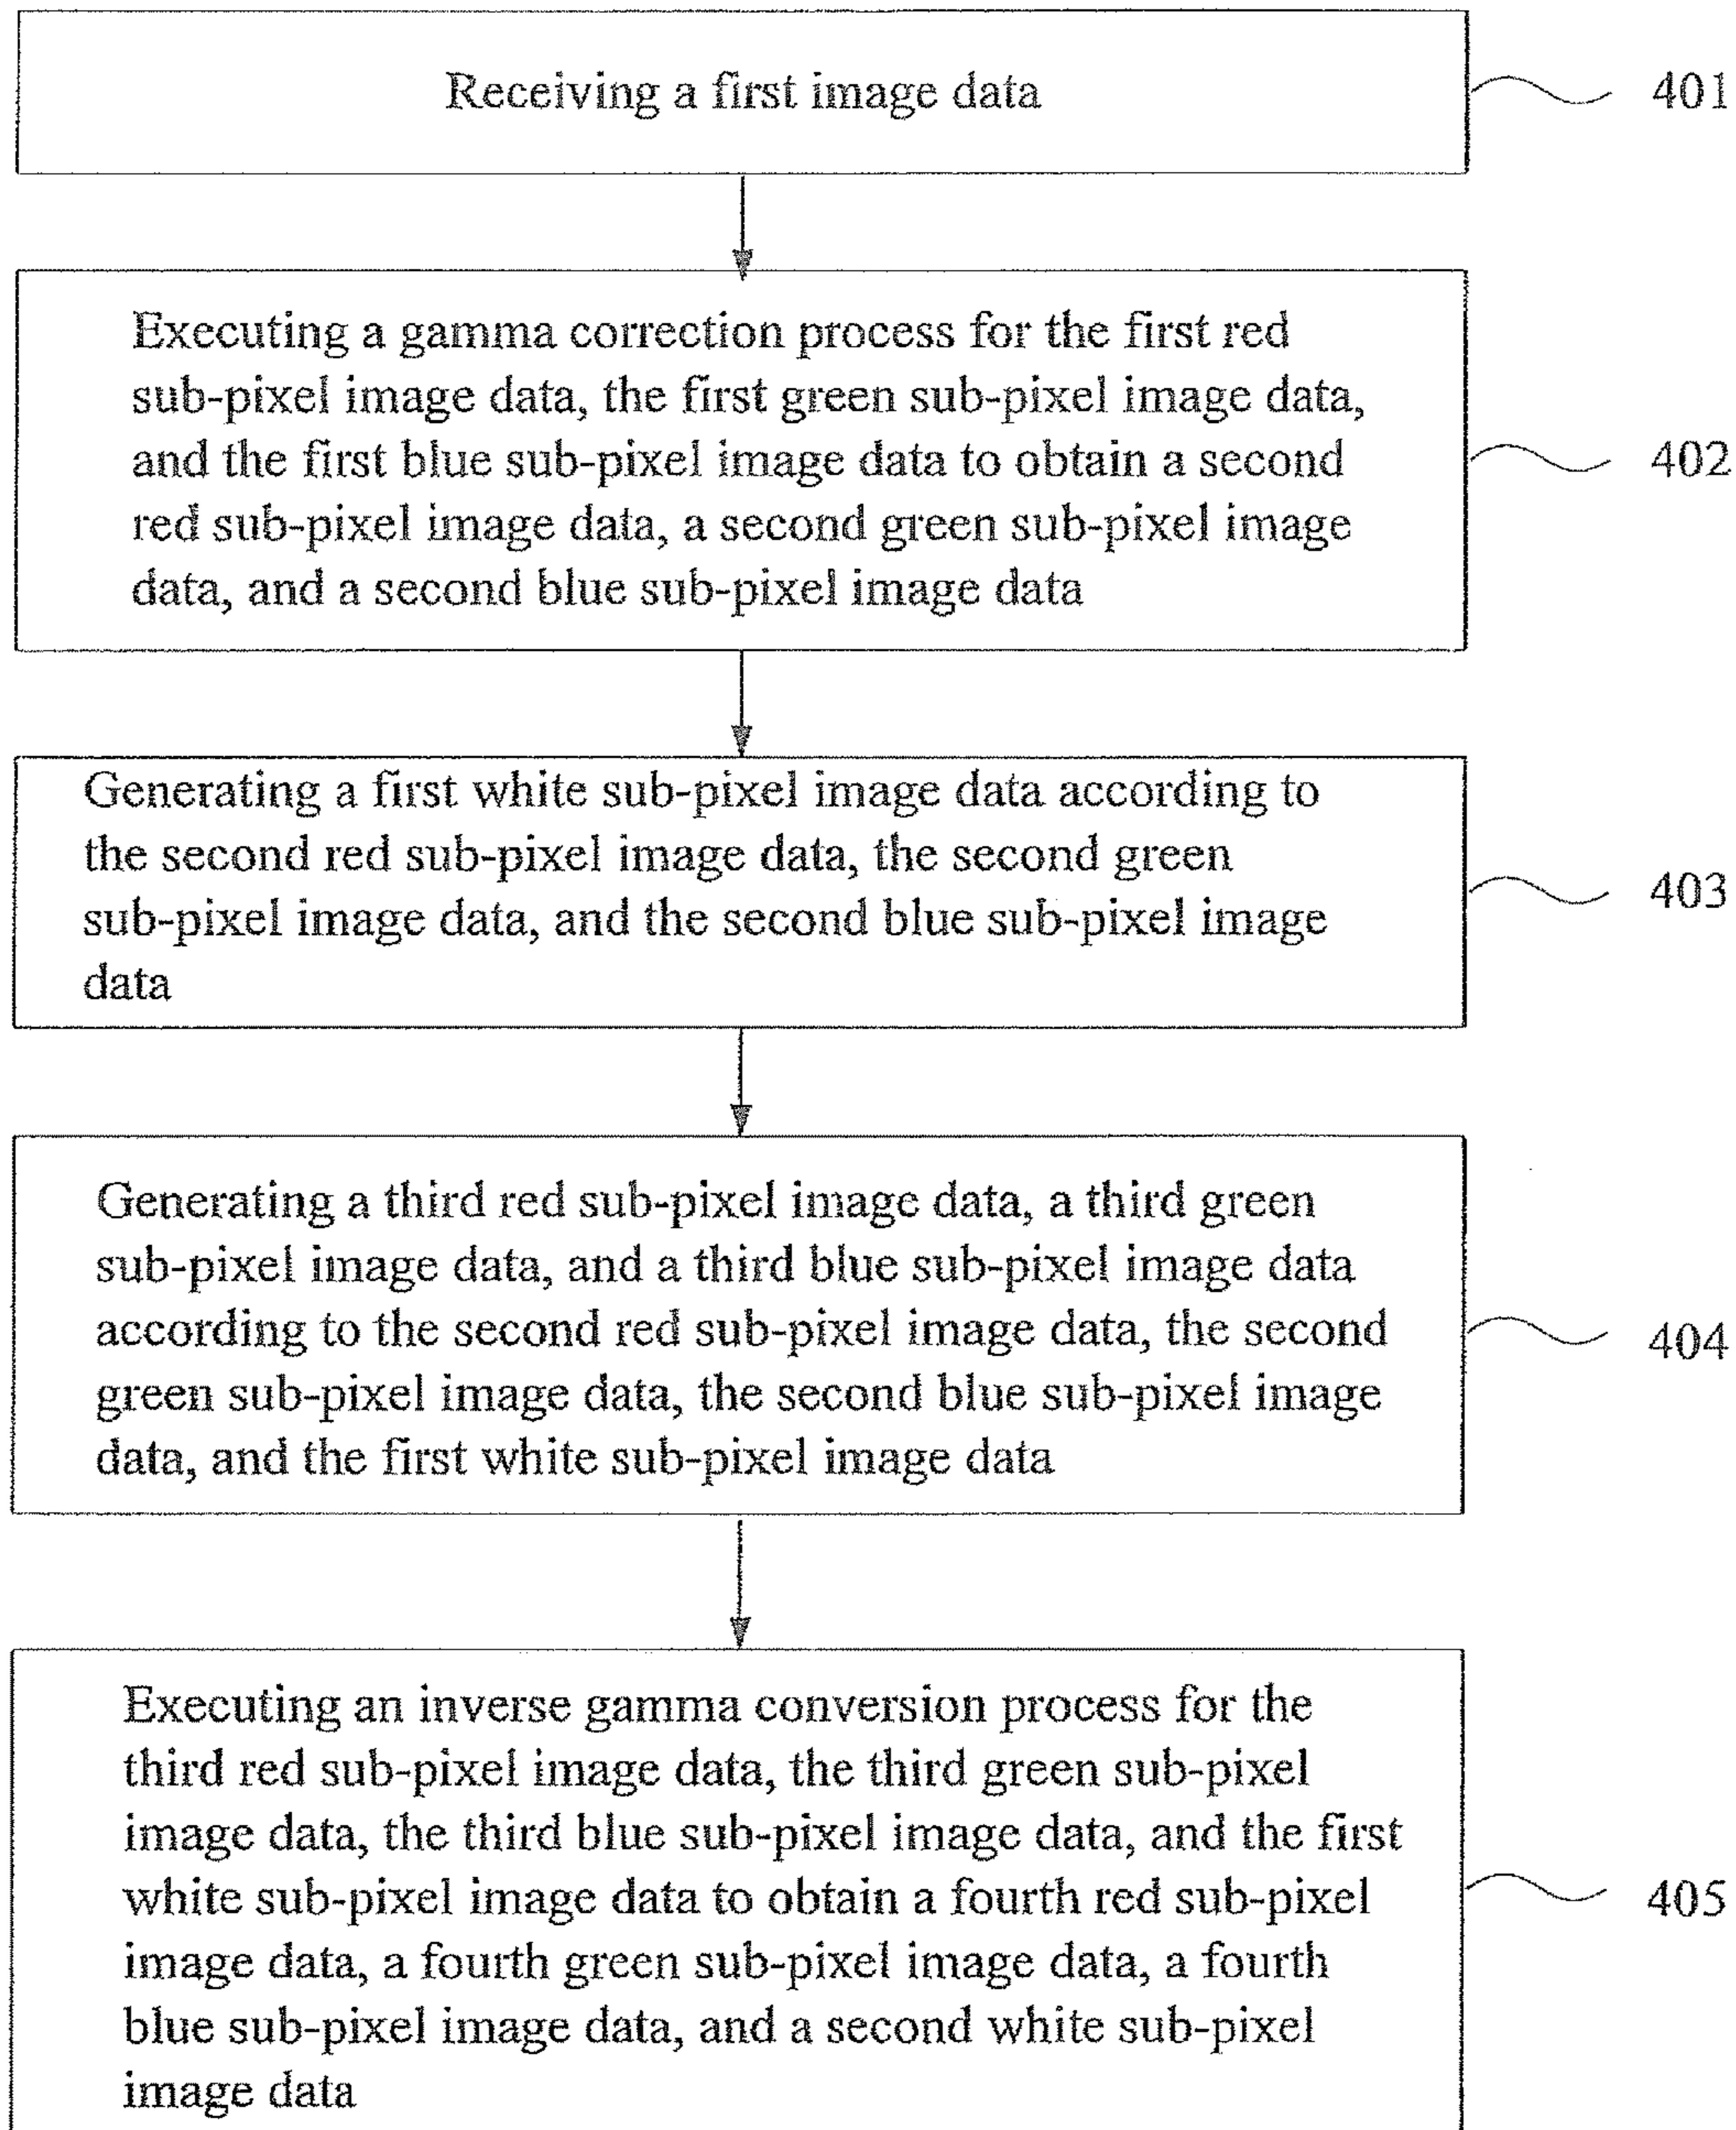 Receiving a first image data
401
Executing a gamma correction process for the first red
sub-pixel image data, the first green sub-pixel image data,
and the first blue sub-pixel image data to obtain a second
red sub-pixel image data, a second green sub-pixel image
data, and a second blue sub-pixel image data
402
Generating a first white sub-pixel image data according to
the second red sub-pixel image data, the second green
sub-pixel image data, and the second blue sub-pixel image
data
403
Generating a third red sub-pixel image data, a third green
sub-pixel image data, and a third blue sub-pixel image data
according to the second red sub-pixel image data, the second
green sub-pixel image data, the second blue sub-pixel image
data, and the first white sub-pixel image data
404
Executing an inverse gamma conversion process for the
third red sub-pixel image data, the third green sub-pixel
image data, the third blue sub-pixel image data, and the first
white sub-pixel image data to obtain a fourth red sub-pixel
image data, a fourth green sub-pixel image data, a fourth
blue sub-pixel image data, and a second white sub-pixel
image data
405